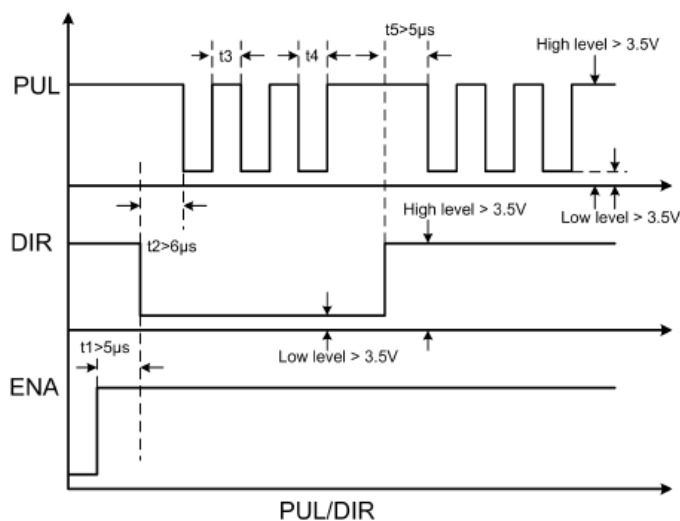 t5>5µs
High level > 3.5V
t3
t4
PUL
Low level > 3.5V
High level > 3.5V
DIR
t2>6µs
t1>5µs
Low level > 3.5V
ENA
PUL/DIR